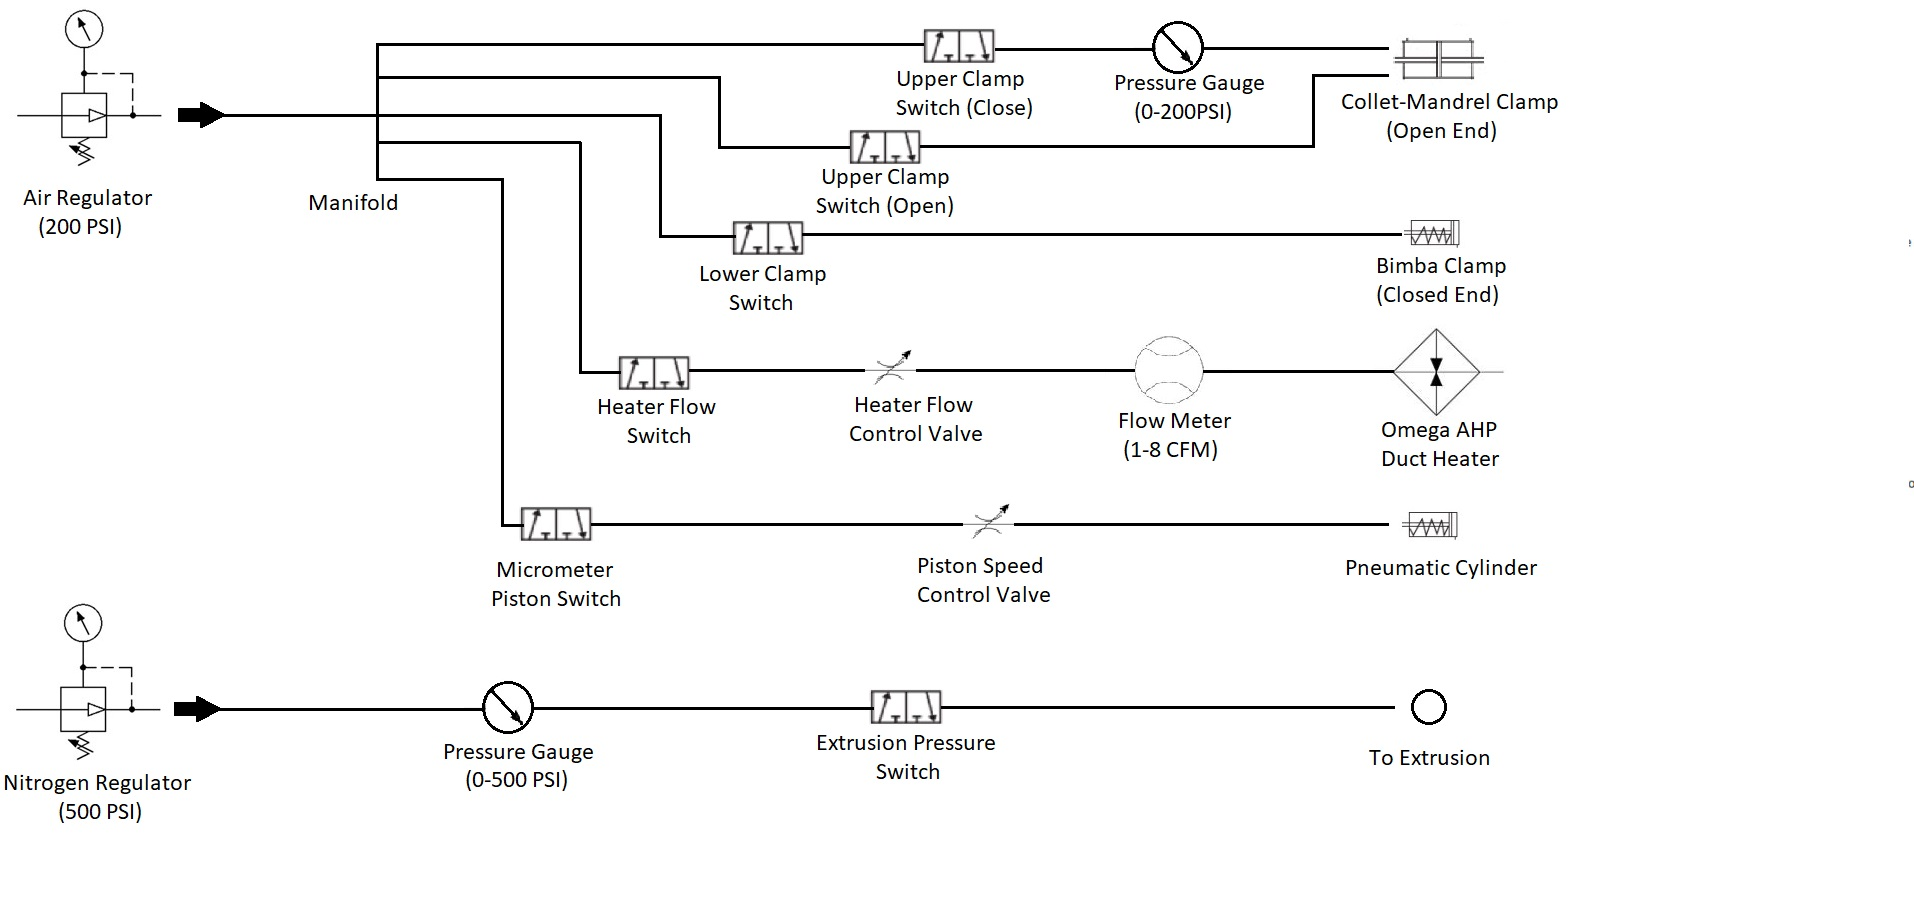 Upper Clamp
Switch (Close)
Pressure Gauge
(0-200PSI)
Collet-Mandrel Clamp
(Open End)
Upper Clamp
Switch (Open)
Air Regulator
(200 PSI)
Manifold
Lower Clamp
Switch
Bimba Clamp
(Closed End)
Heater Flow
Switch
Heater Flow
Control Valve
Flow Meter
(1-8 CFM)
Omega AHP
Duct Heater
Micrometer
Piston Switch
Piston Speed
Control Valve
Pneumatic Cylinder
Nitrogen Regulator
(500 PSI)
Pressure Gauge
(0-500 PSI)
Extrusion Pressure
Switch
To Extrusion